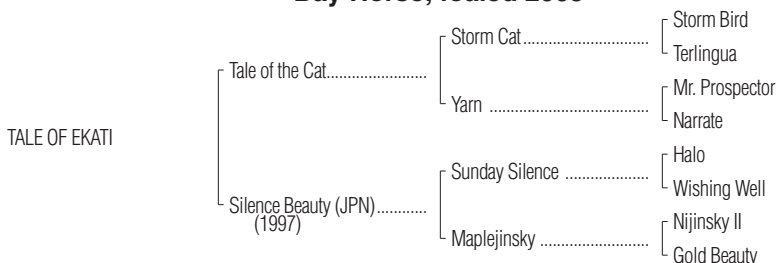 Bay Horse; foaled
Storm Bird
Storm Cat..............................
Terlingua
Tale of the Cat........................
Mr. Prospector
Yarn ......................................
Narrate
TALE OF EKATI
Halo
Sunday Silence ....................
Wishing Well
Silence Beauty (JPN)............
(1997)
Nijinsky II
Maplejinsky ..........................
Gold Beauty